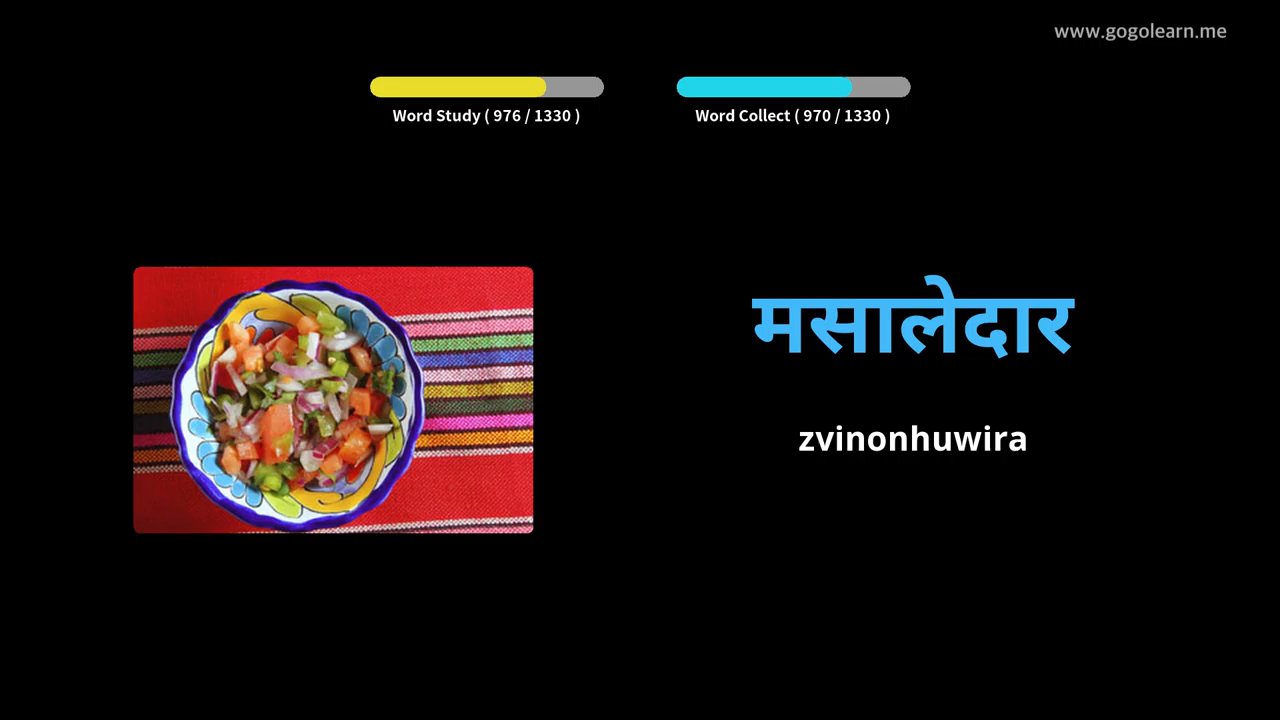 www.gogolearn.me
Word Study ( 976 / 1330 )
Word Collect ( 970 / 1330 )
मसालेदार
zvinonhuwira